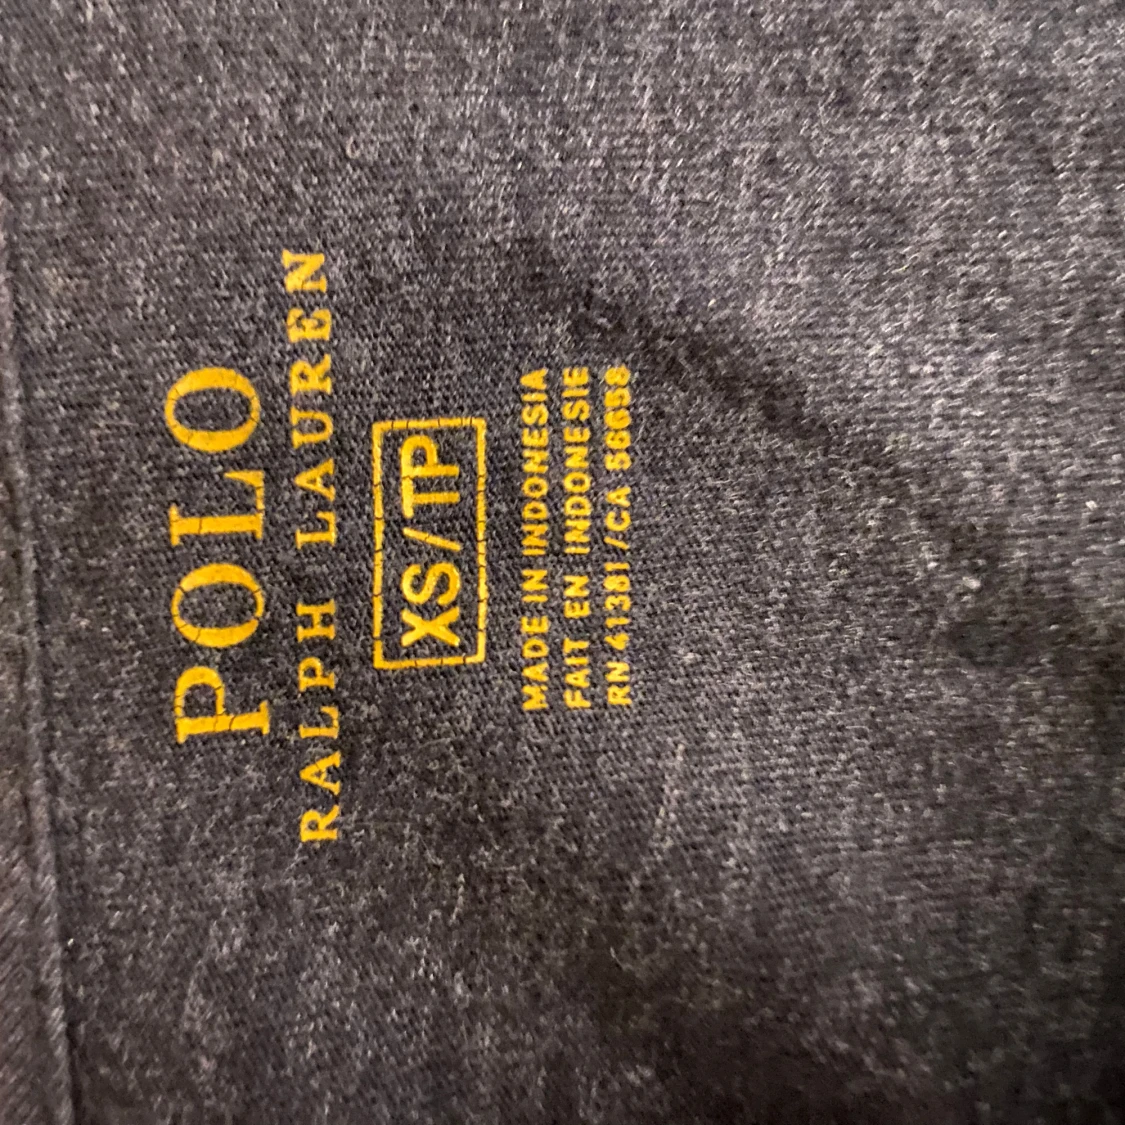 POLO
RALPH LAUREN
XS/TP
MADE IN INDONESIA
FAIT EN INDONESIE
RN 41381 /CA 56658